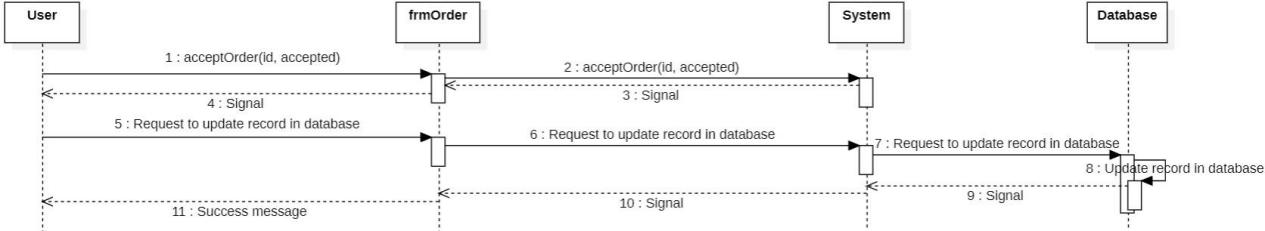 User
frmOrder
System
Database
1 : acceptOrder(id, accepted)
2 : acceptOrder(id, accepted)
3 : Signal
4 : Signal
5 : Request to update record in database
6 : Request to update record in database
7 : Request to update record in database
8 : Update record in database
9 : Signal
10 : Signal
11 : Success message